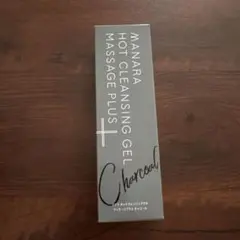 MANARA
HOT CLEANSING GEL
MASSAGE PLUS
+
Charcoal